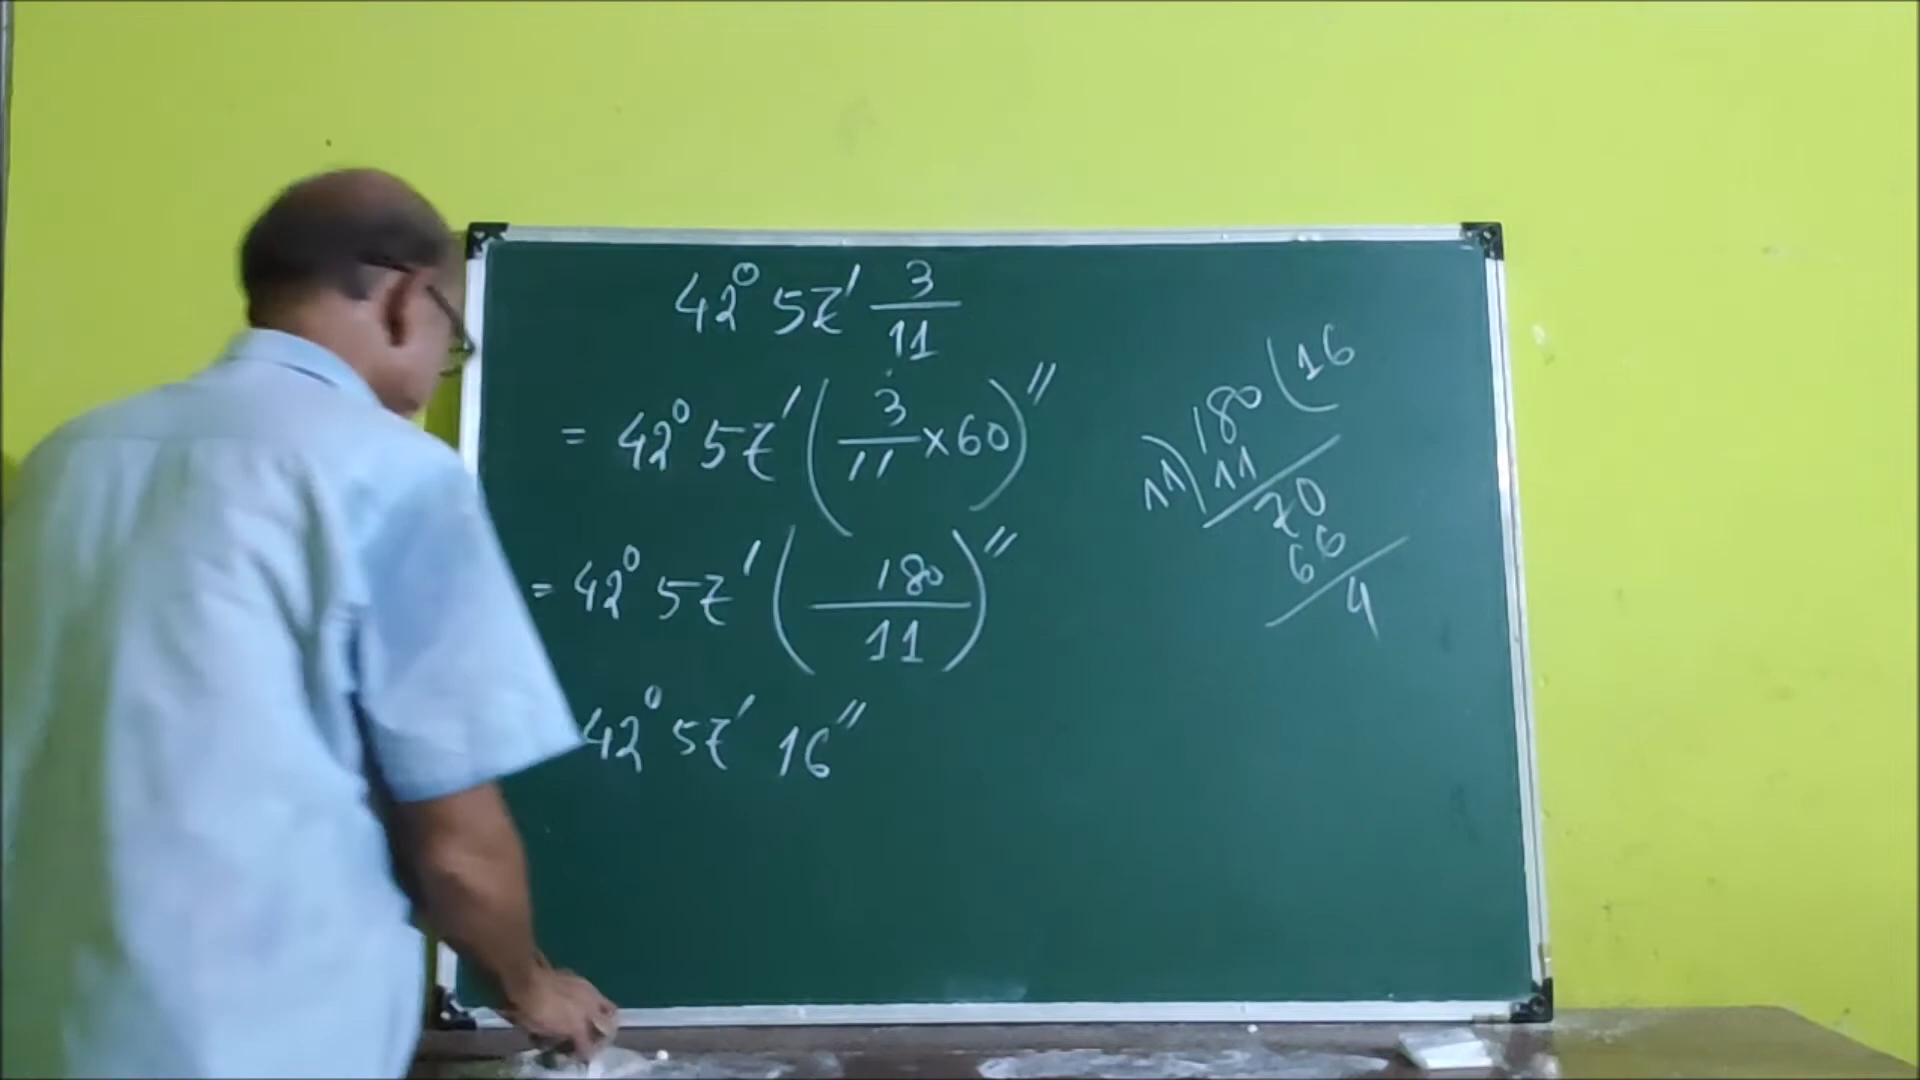 42° 57' 3/11
= 42° 57' ( 3/11 × 60 )''
= 42° 57' ( 180/11 )''
42° 57' 16''
11 ) 180 ( 16
11
70
66
4